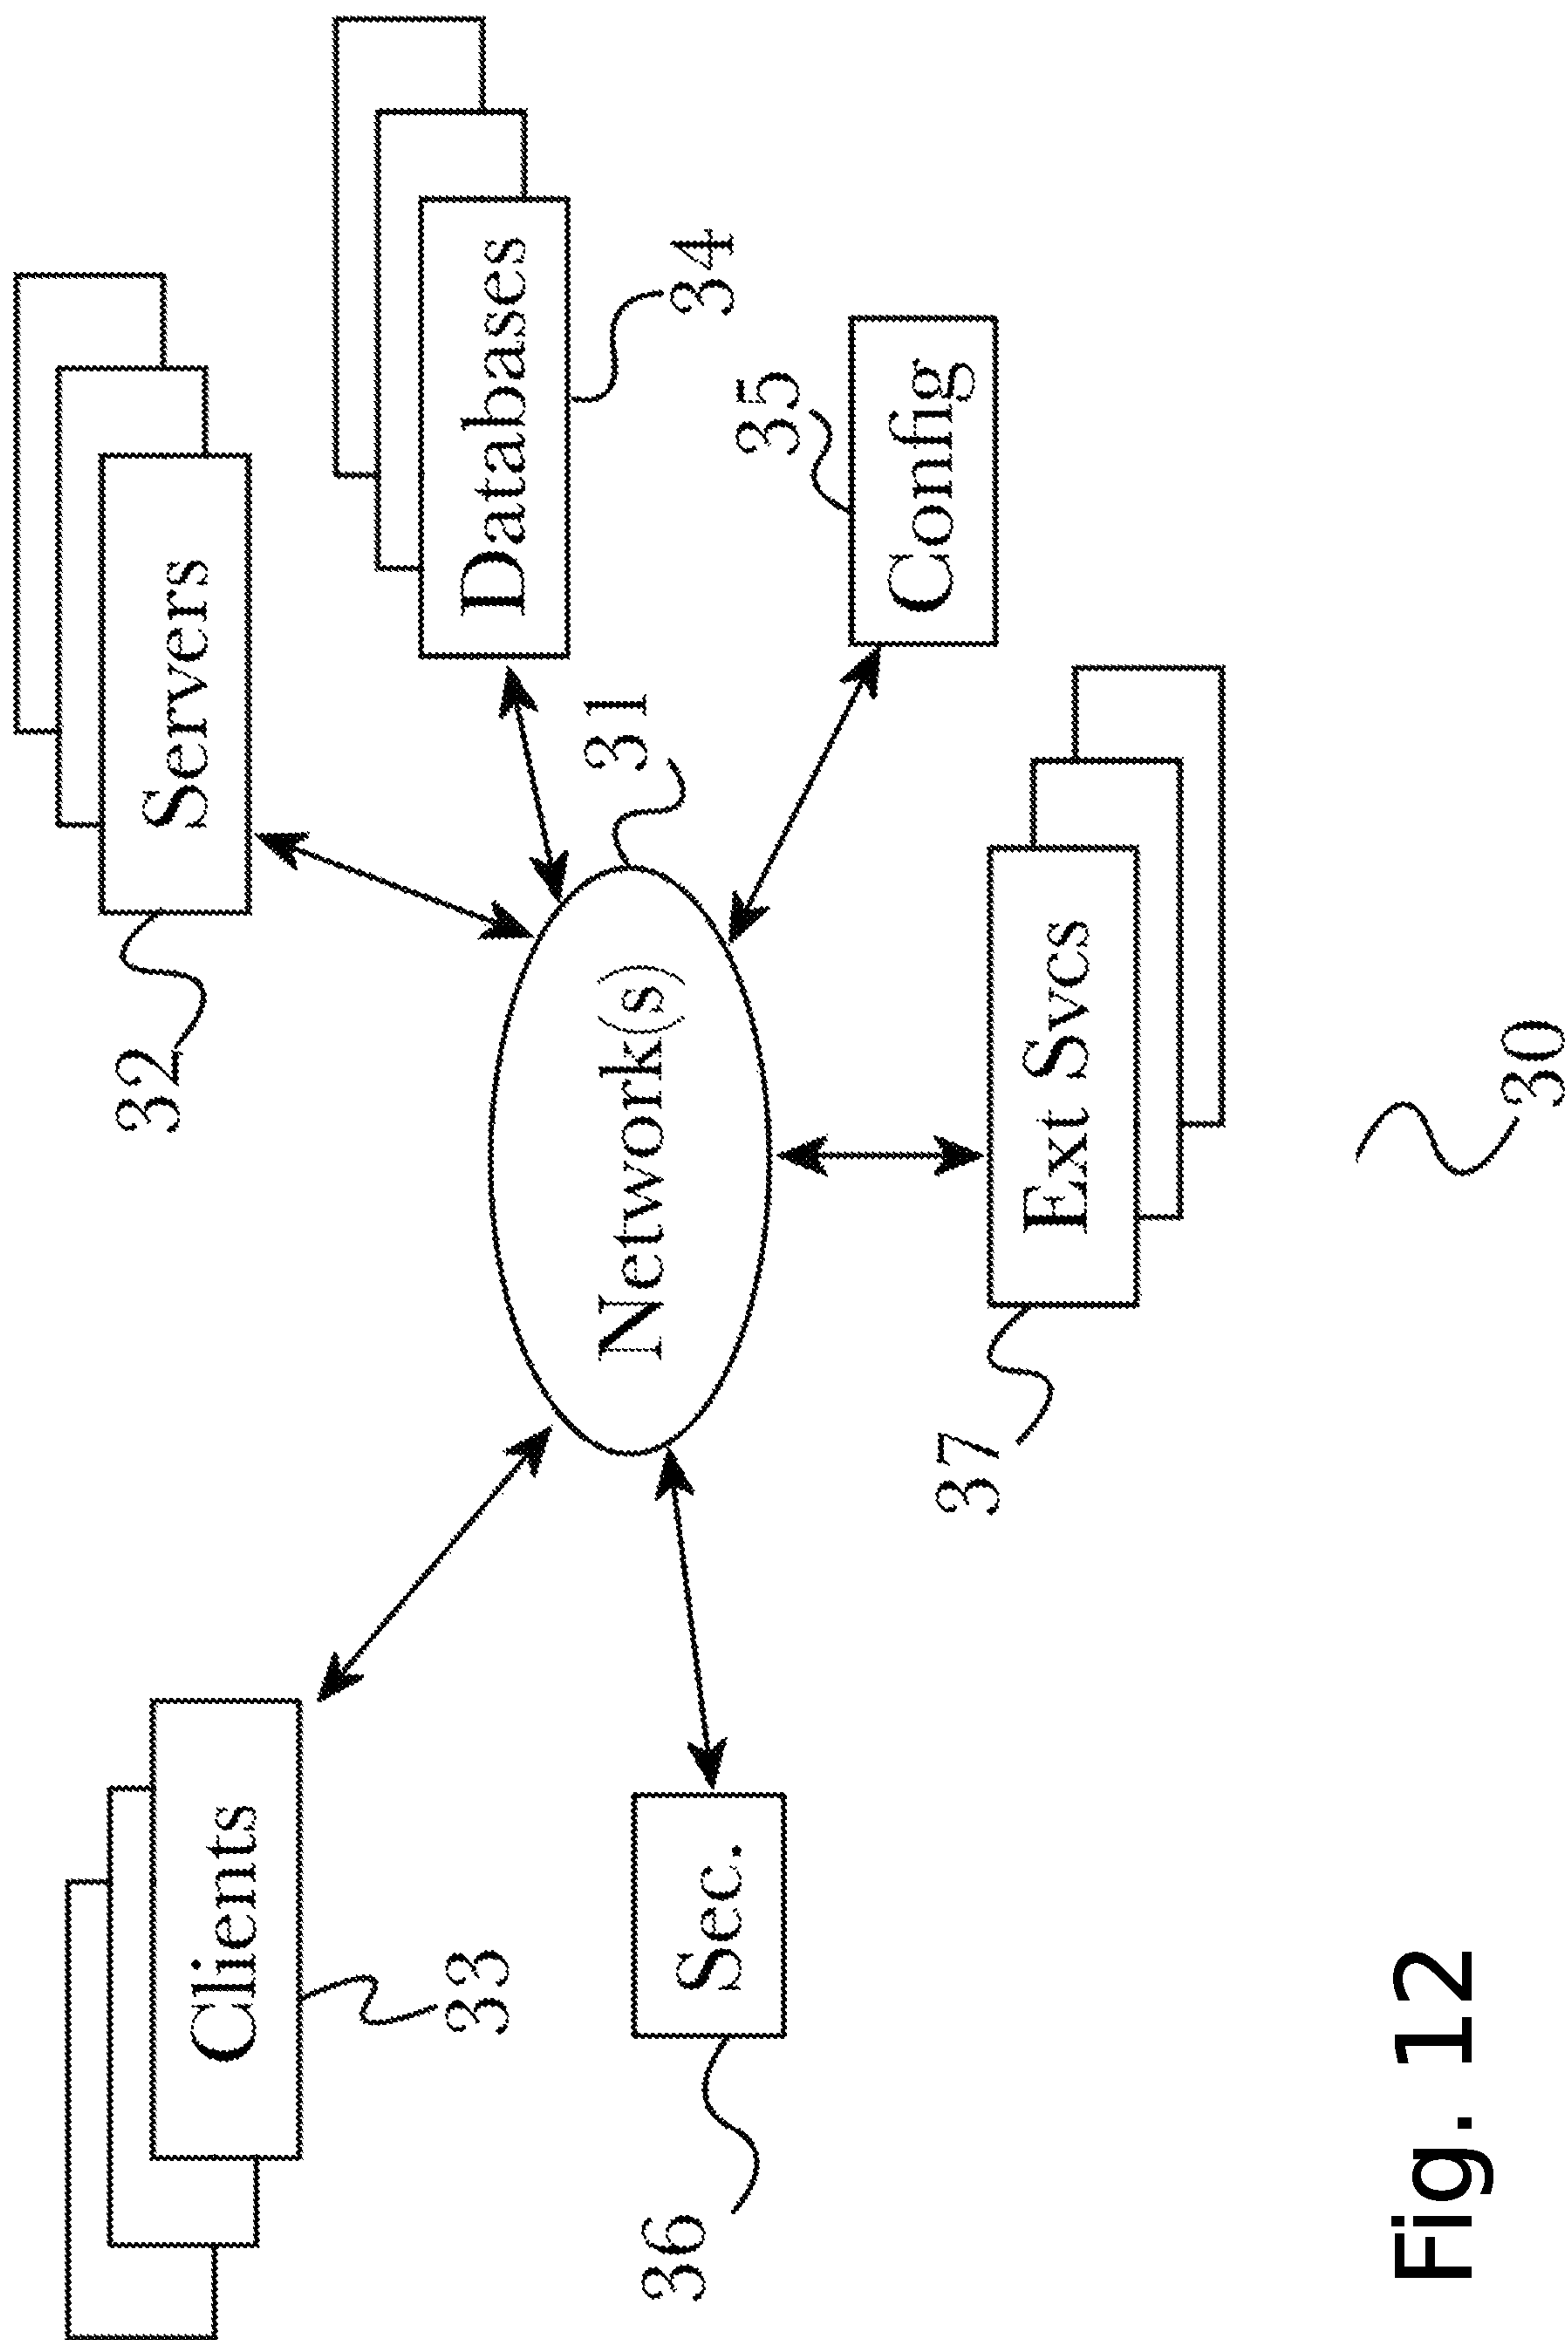 Servers
32
Clients
33
Databases
34
31
Network(s)
35
Config
Sec.
36
Ext Svcs
37
30
Fig. 12